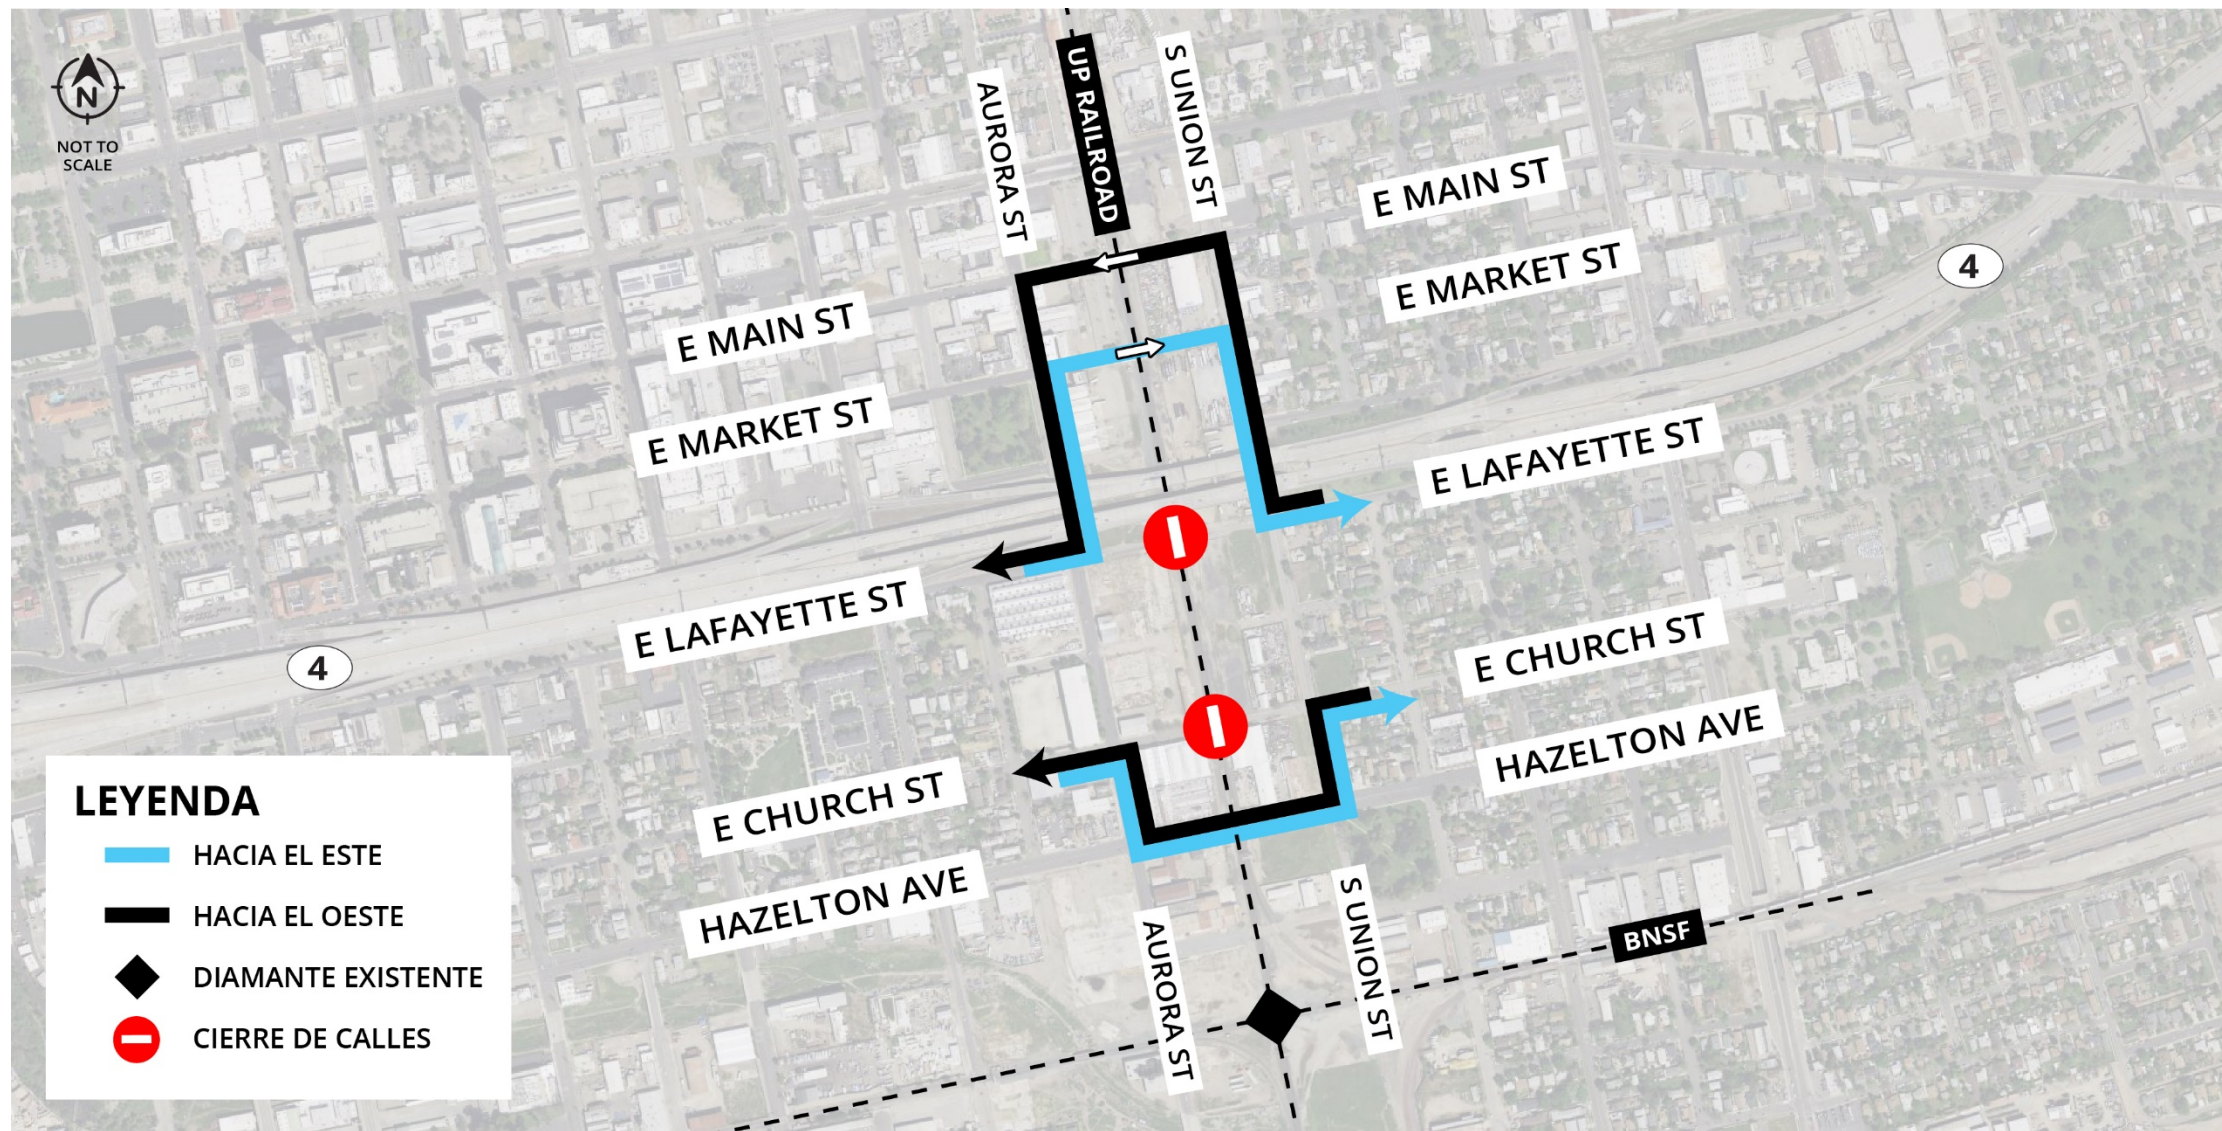 N
NOT TO
SCALE
AURORA ST
UP RAILROAD
S UNION ST
E MAIN ST
E MARKET ST
4
E MAIN ST
E MARKET ST
E LAFAYETTE ST
E LAFAYETTE ST
4
E CHURCH ST
HAZELTON AVE
E CHURCH ST
HAZELTON AVE
AURORA ST
S UNION ST
BNSF
LEYENDA
HACIA EL ESTE
HACIA EL OESTE
DIAMANTE EXISTENTE
CIERRE DE CALLES